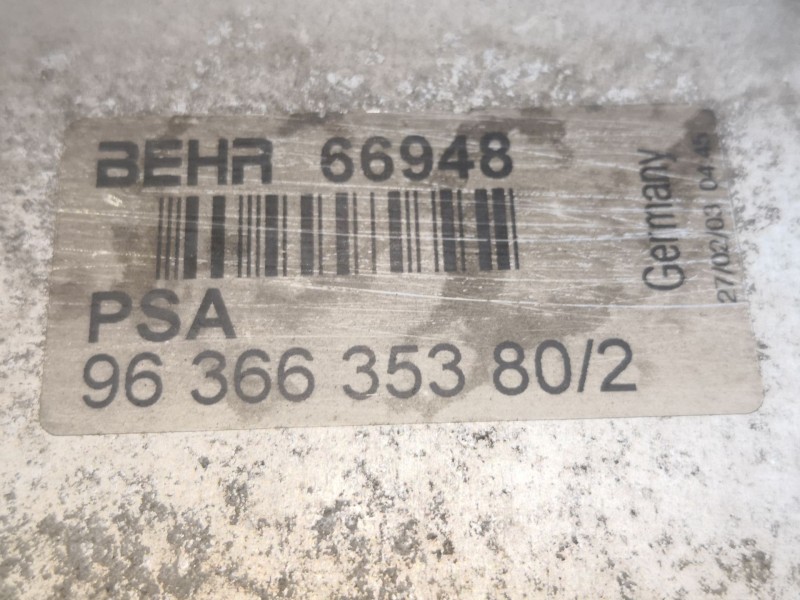 BEHR 66948
PSA
96 366 353 80/2
Germany
27/02/03 04:45